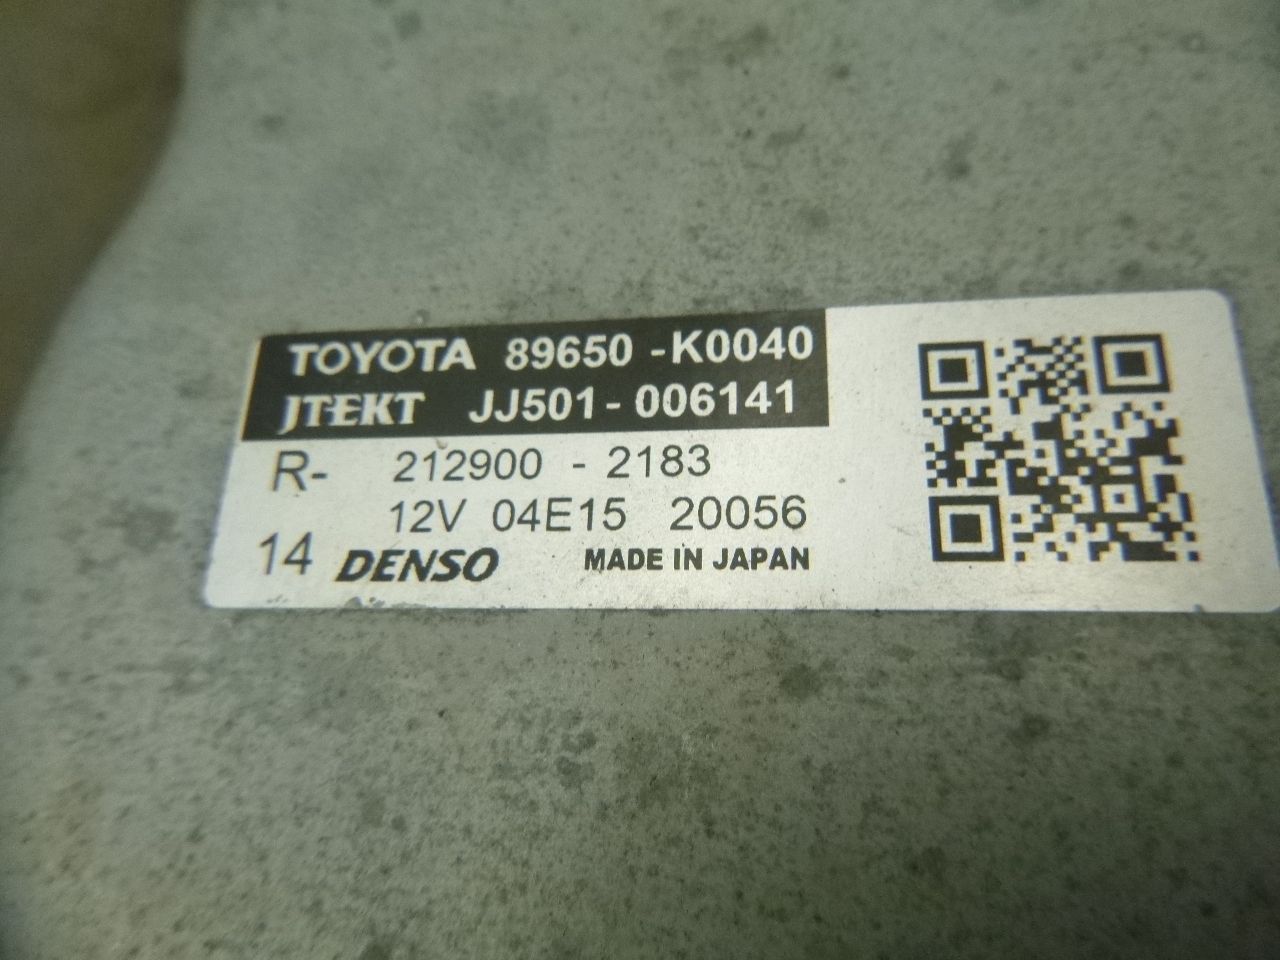 TOYOTA 89650-K0040
JTEKT JJ501-006141
R- 212900-2183
12V 04E15 20056
14 DENSO MADE IN JAPAN